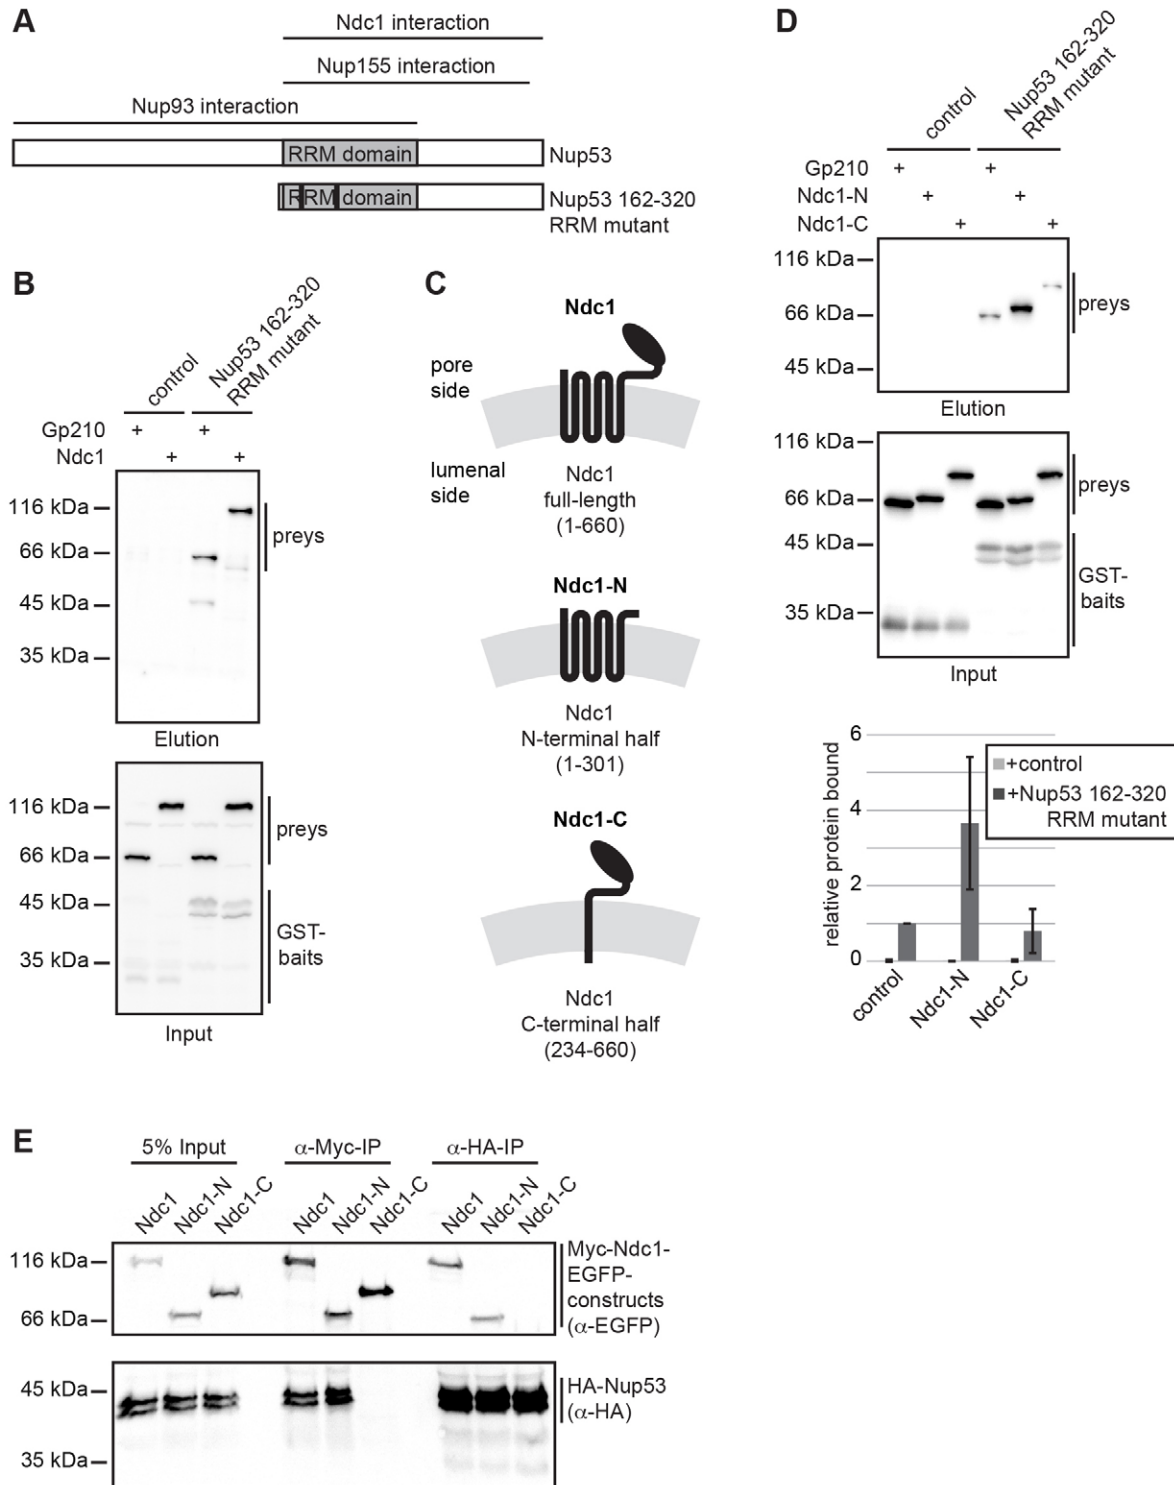 A
Ndc1 interaction
Nup155 interaction
Nup93 interaction
RRM domain
Nup53
RRM domain
Nup53 162-320
RRM mutant
B
control
Nup53 162-320
RRM mutant
Gp210 + +
Ndc1 + +
116 kDa
66 kDa
45 kDa
35 kDa
preys
Elution
116 kDa
66 kDa
45 kDa
35 kDa
preys
GST-
baits
Input
C
Ndc1
pore
side
lumenal
side
Ndc1
full-length
(1-660)
Ndc1-N
Ndc1
N-terminal half
(1-301)
Ndc1-C
Ndc1
C-terminal half
(234-660)
D
control
Nup53 162-320
RRM mutant
Gp210 + +
Ndc1-N + +
Ndc1-C + +
116 kDa
66 kDa
45 kDa
preys
Elution
116 kDa
66 kDa
45 kDa
35 kDa
preys
GST-
baits
Input
relative protein bound
6
4
2
0
+control
+Nup53 162-320
RRM mutant
control
Ndc1-N
Ndc1-C
E
5% Input α-Myc-IP α-HA-IP
Ndc1 Ndc1-N Ndc1-C Ndc1 Ndc1-N Ndc1-C Ndc1 Ndc1-N Ndc1-C
116 kDa
66 kDa
Myc-Ndc1-
EGFP-
constructs
(α-EGFP)
45 kDa
35 kDa
HA-Nup53
(α-HA)